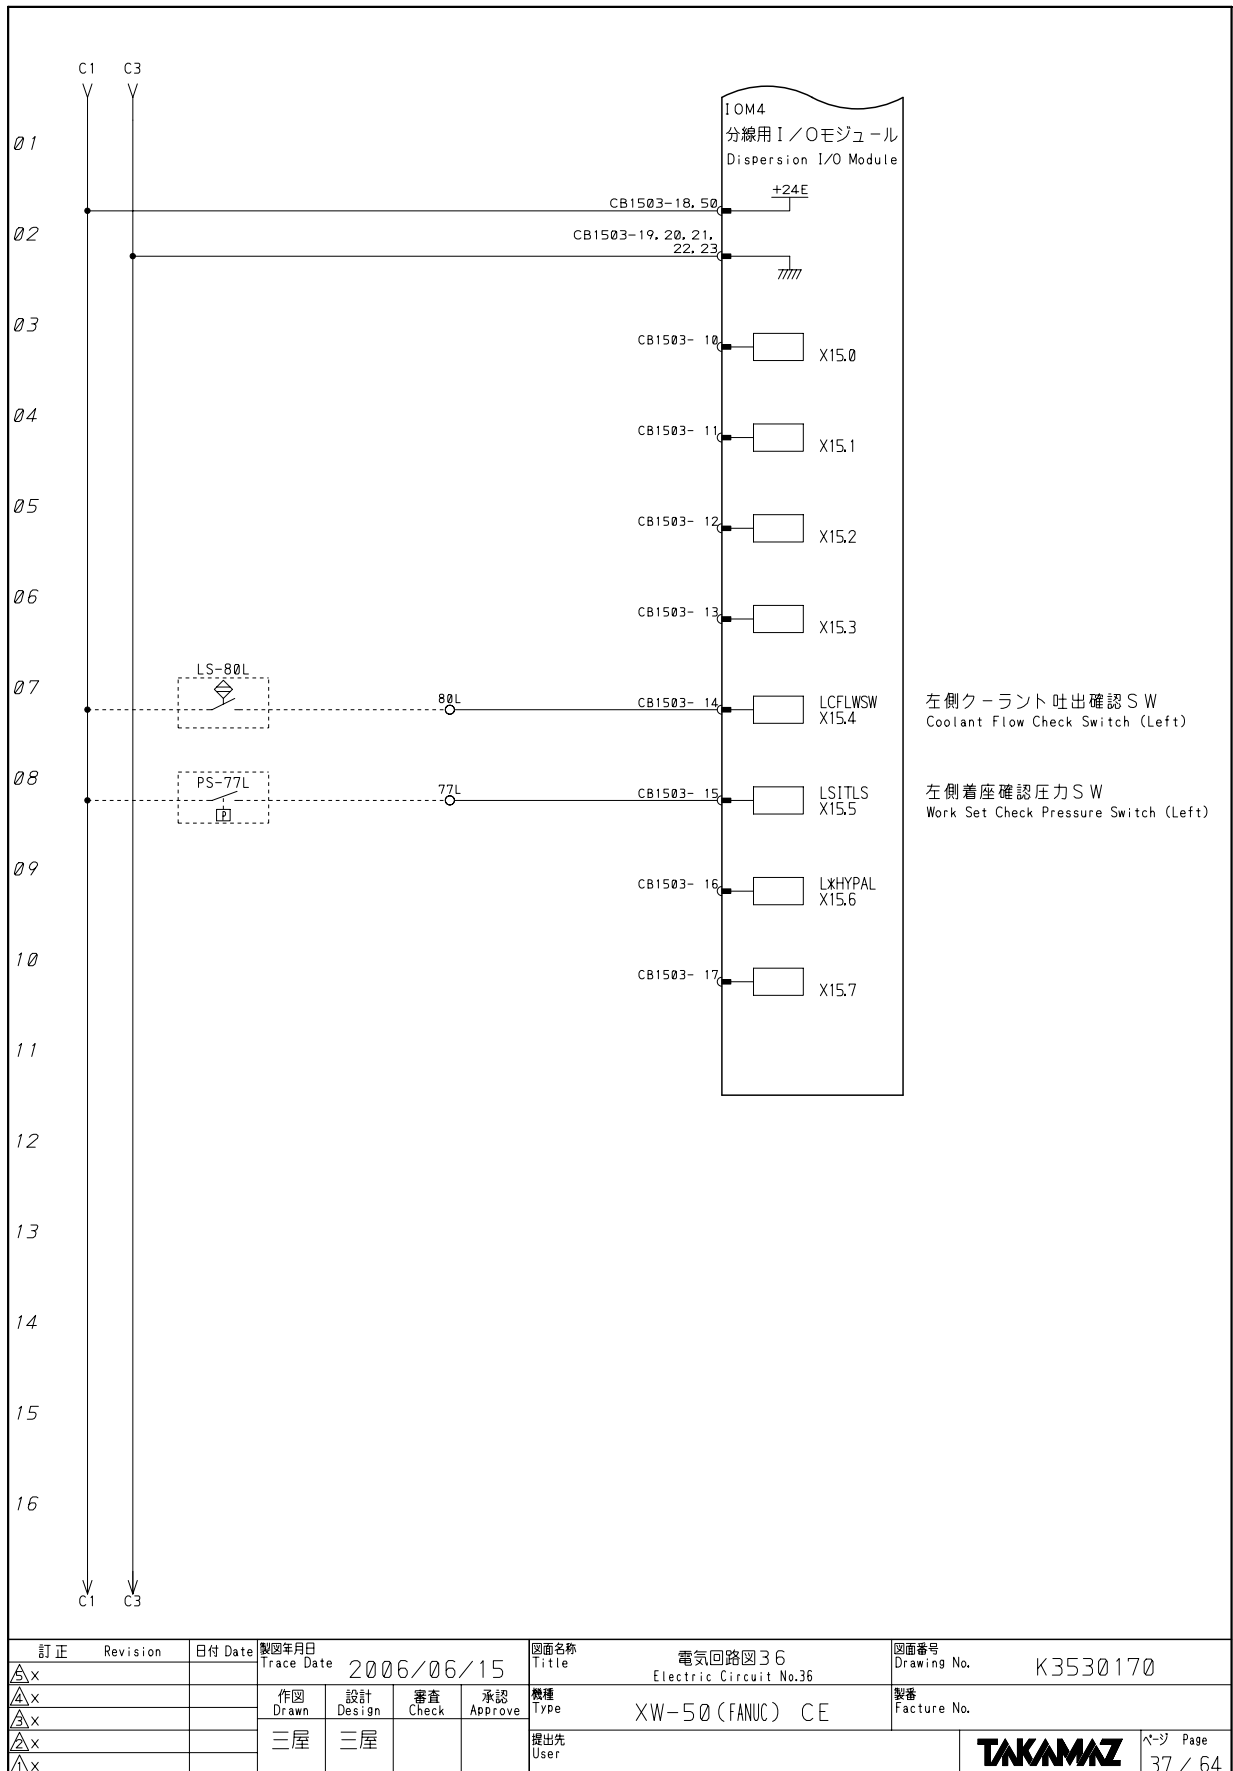 C1 C3
IOM4
01
分線用I/Oモジュール
Dispersion I/O Module
+24E
CB1503-18.50
02
CB1503-19.20.21.
22.23
03
CB1503- 10
X15.0
04
CB1503- 11
X15.1
05
CB1503- 12
X15.2
06
CB1503- 13
X15.3
LS-80L
07
80L
CB1503- 14
LCFLWSW
X15.4
左側クーラント吐出確認SW
Coolant Flow Check Switch (Left)
08
PS-77L
P
77L
CB1503- 15
LSITLS
X15.5
左側着座確認圧力SW
Work Set Check Pressure Switch (Left)
09
CB1503- 16
L*HYPAL
X15.6
10
CB1503- 17
X15.7
11
12
13
14
15
16
C1 C3
訂正 Revision
日付 Date
製図年月日
Trace Date
2006/06/15
図面名称
Title
電気回路図36
Electric Circuit No.36
図面番号
Drawing No.
K3530170
5 x
4 x
3 x
2 x
1 x
作図
Drawn
設計
Design
審査
Check
承認
Approve
三屋 三屋
機種
Type
XW-50(FANUC) CE
製番
Facture No.
提出先
User
TAKAMAZ
ページ Page
37 / 64